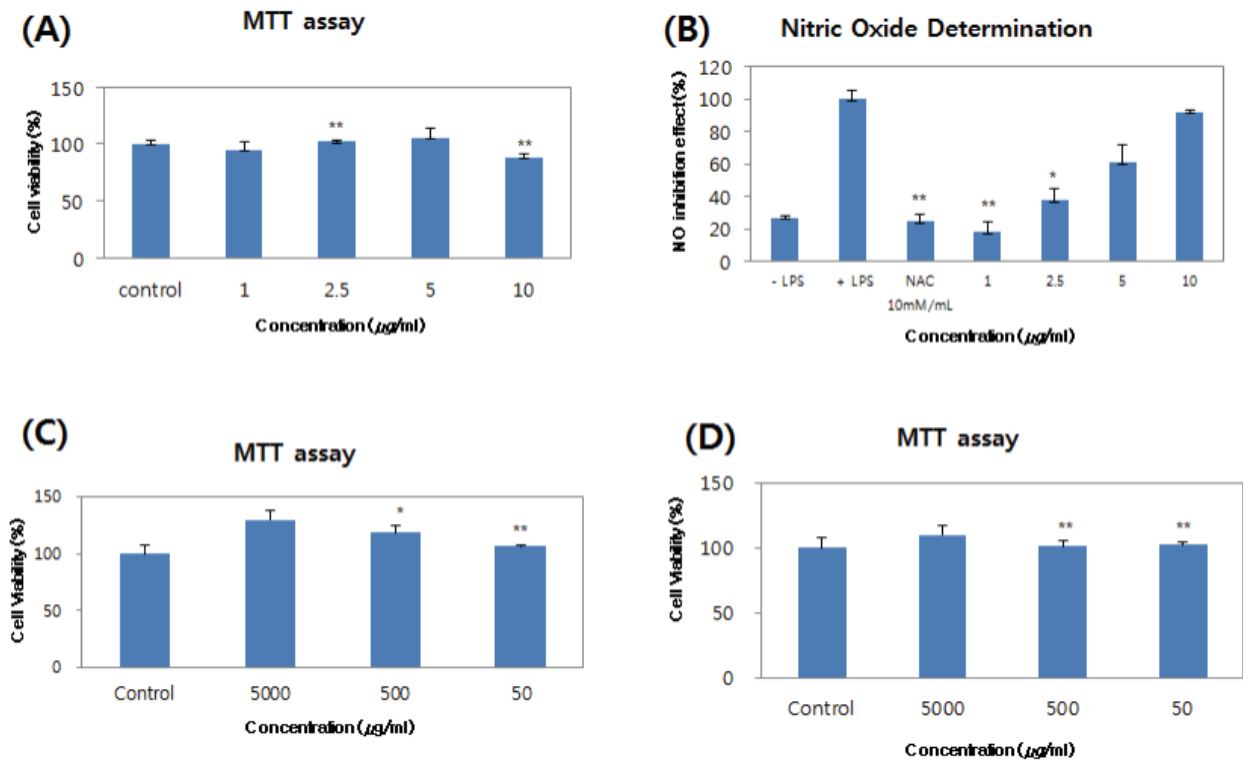 (A)
MTT assay
Cell viability (%)
150
100
50
0
**
**
control 1 2.5 5 10
Concentration (μg/ml)
(B)
Nitric Oxide Determination
NO inhibition effect (%)
120
100
80
60
40
20
0
**
**
*
- LPS + LPS NAC 1 2.5 5 10
10mM/mL
Concentration (μg/ml)
(C)
MTT assay
Cell Viability (%)
150
100
50
0
*
**
Control 5000 500 50
Concentration (μg/ml)
(D)
MTT assay
Cell Viability (%)
150
100
50
0
**
**
Control 5000 500 50
Concentration (μg/ml)